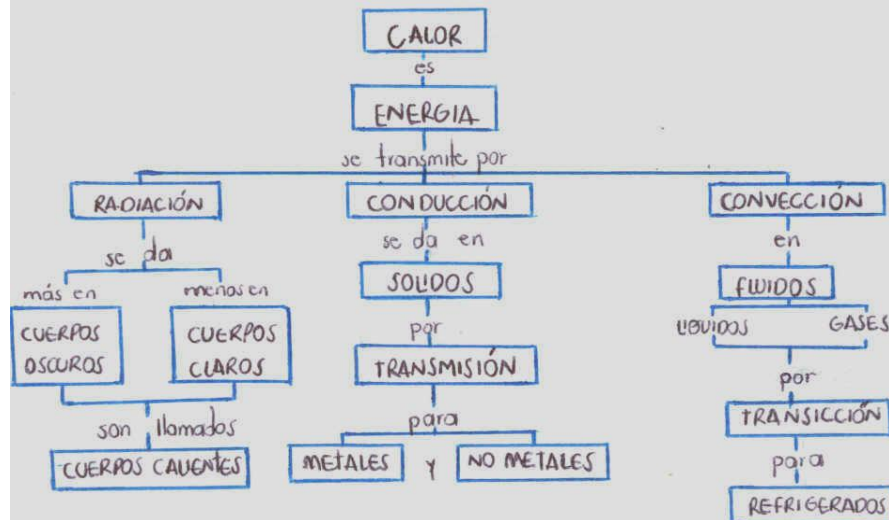 CALOR
es
ENERGIA
se transmite por
RADIACIÓN
CONDUCCIÓN
CONVECCIÓN
se da
se da en
en
más en
menos en
SOLIDOS
FLUIDOS
CUERPOS
OSCUROS
CUERPOS
CLAROS
por
LIQUIDOS
GASES
TRANSMISIÓN
por
son llamados
para
TRANSICCIÓN
CUERPOS CALIENTES
METALES y NO METALES
para
REFRIGERADOS